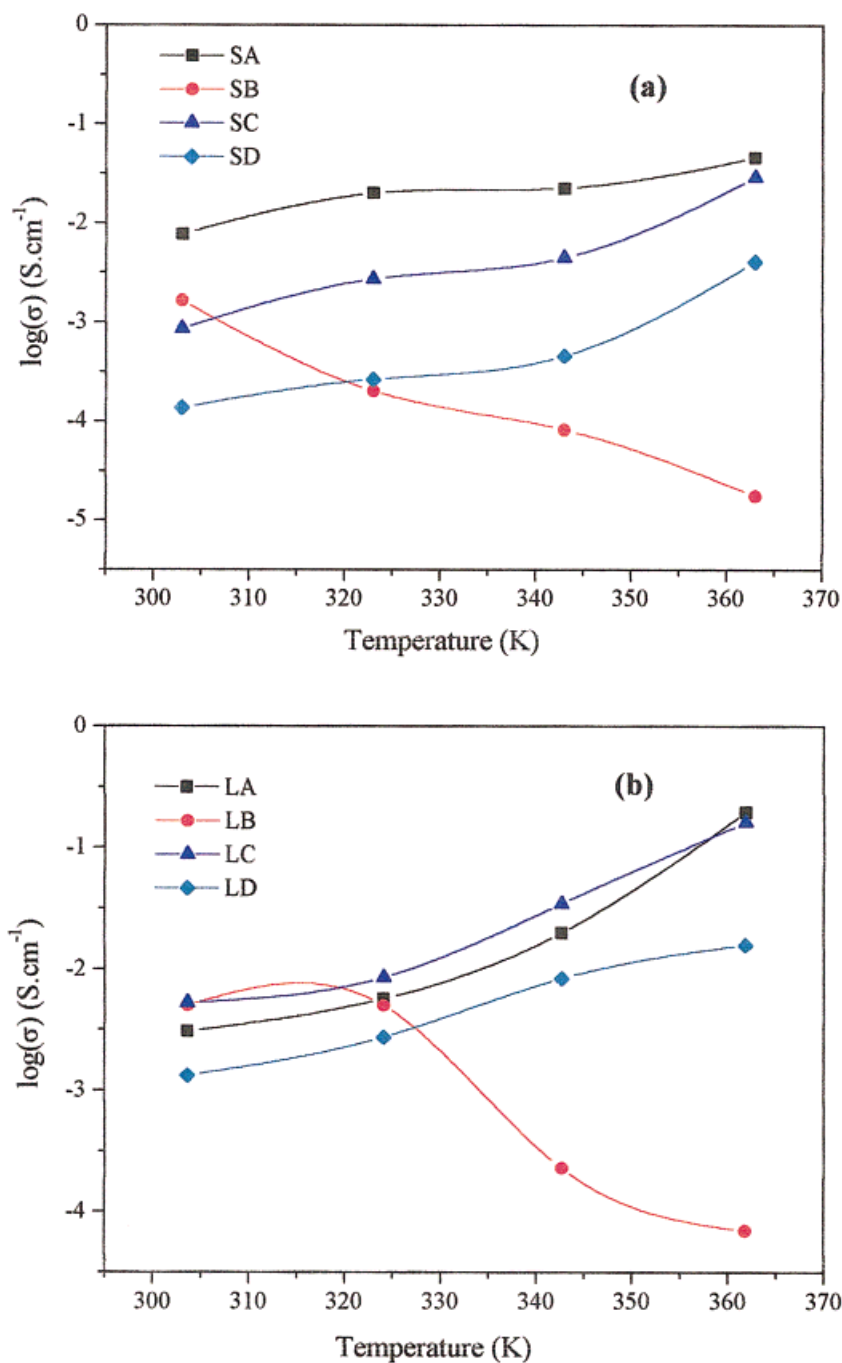 0
-1
-2
-3
-4
-5
log(σ) (S.cm⁻¹)
SA
SB
SC
SD
(a)
300 310 320 330 340 350 360 370
Temperature (K)
0
-1
-2
-3
-4
log(σ) (S.cm⁻¹)
LA
LB
LC
LD
(b)
300 310 320 330 340 350 360 370
Temperature (K)